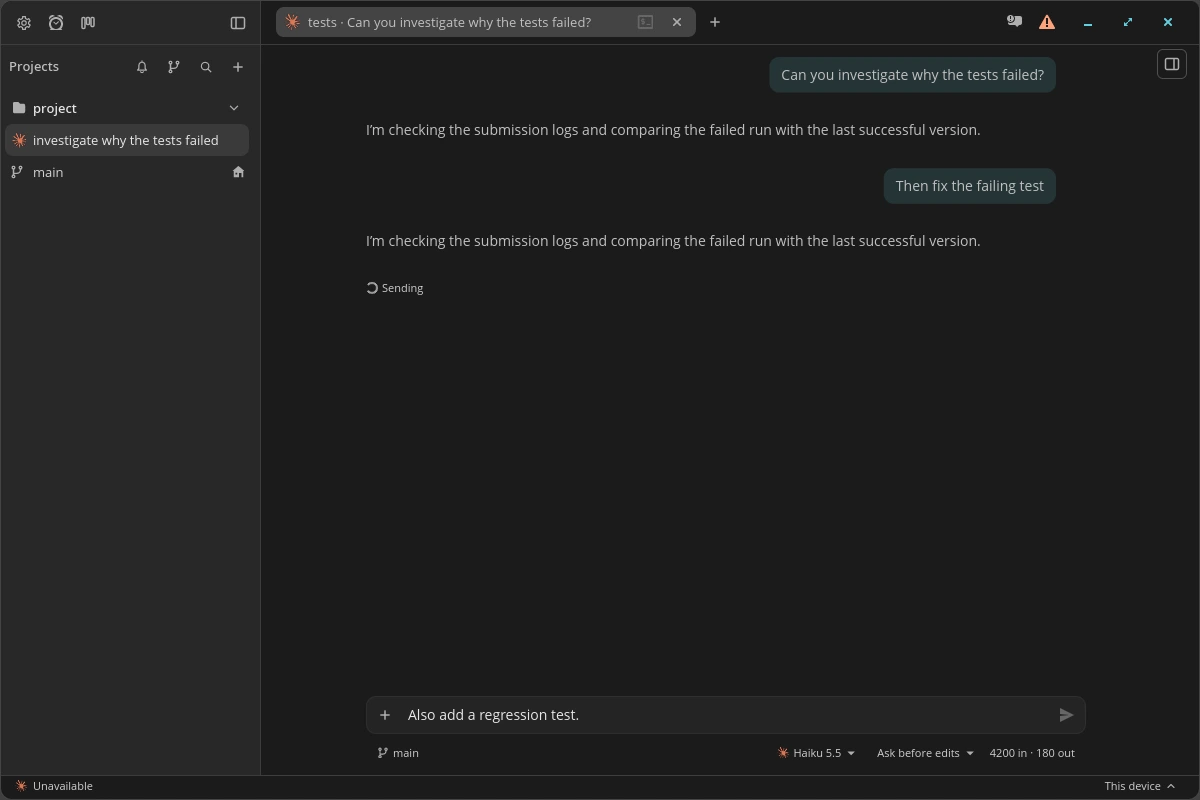 tests · Can you investigate why the tests failed?
Projects
project
investigate why the tests failed
main
Can you investigate why the tests failed?
I'm checking the submission logs and comparing the failed run with the last successful version.
Then fix the failing test
I'm checking the submission logs and comparing the failed run with the last successful version.
Sending
Also add a regression test.
main
Haiku 5.5
Ask before edits
4200 in · 180 out
Unavailable
This device